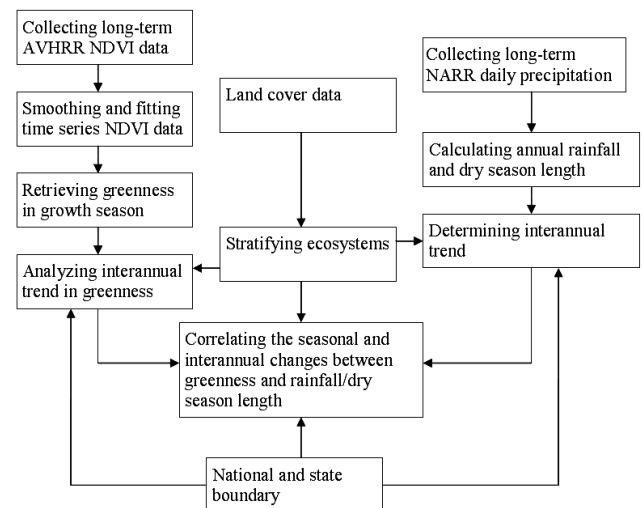 Collecting long-term
AVHRR NDVI data
Smoothing and fitting
time series NDVI data
Retrieving greenness
in growth season
Analyzing interannual
trend in greenness
Land cover data
Stratifying ecosystems
Correlating the seasonal and
interannual changes between
greenness and rainfall/dry
season length
National and state
boundary
Collecting long-term
NARR daily precipitation
Calculating annual rainfall
and dry season length
Determining interannual
trend